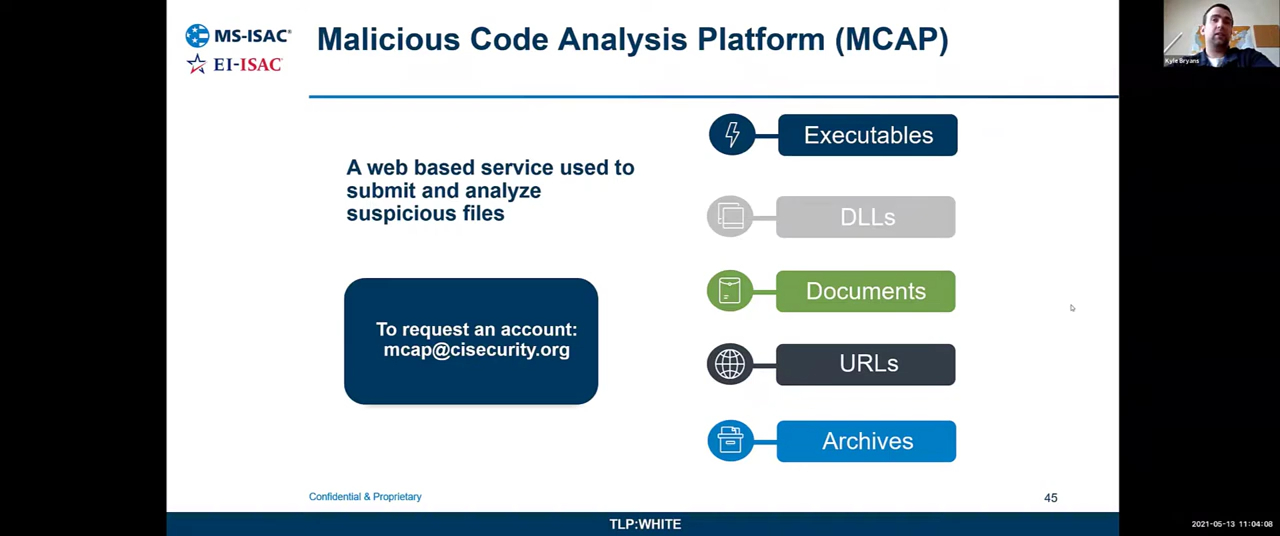 MS-ISAC®
EI-ISAC®
Malicious Code Analysis Platform (MCAP)
Kyle Bryans
A web based service used to
submit and analyze
suspicious files
To request an account:
mcap@cisecurity.org
Executables
DLLs
Documents
URLs
Archives
Confidential & Proprietary
45
TLP:WHITE
2021-05-13 11:04:08